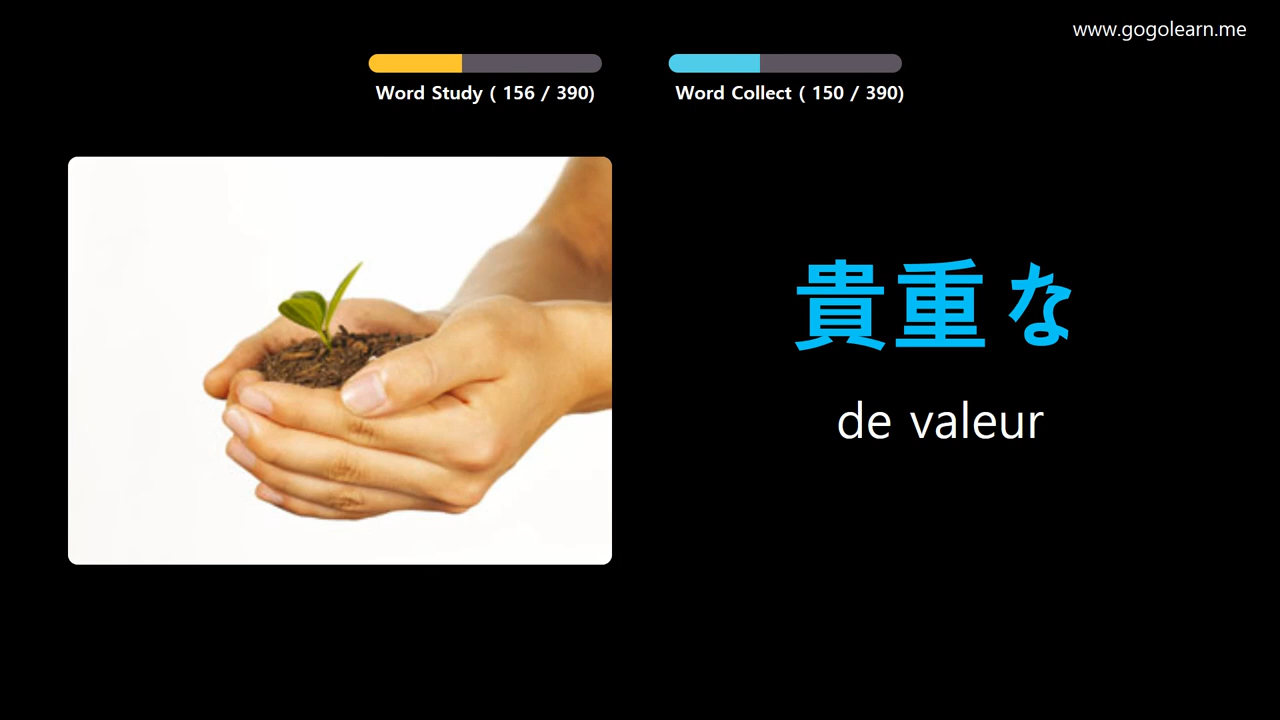 www.gogolearn.me
Word Study ( 156 / 390)
Word Collect ( 150 / 390)
貴重な
de valeur